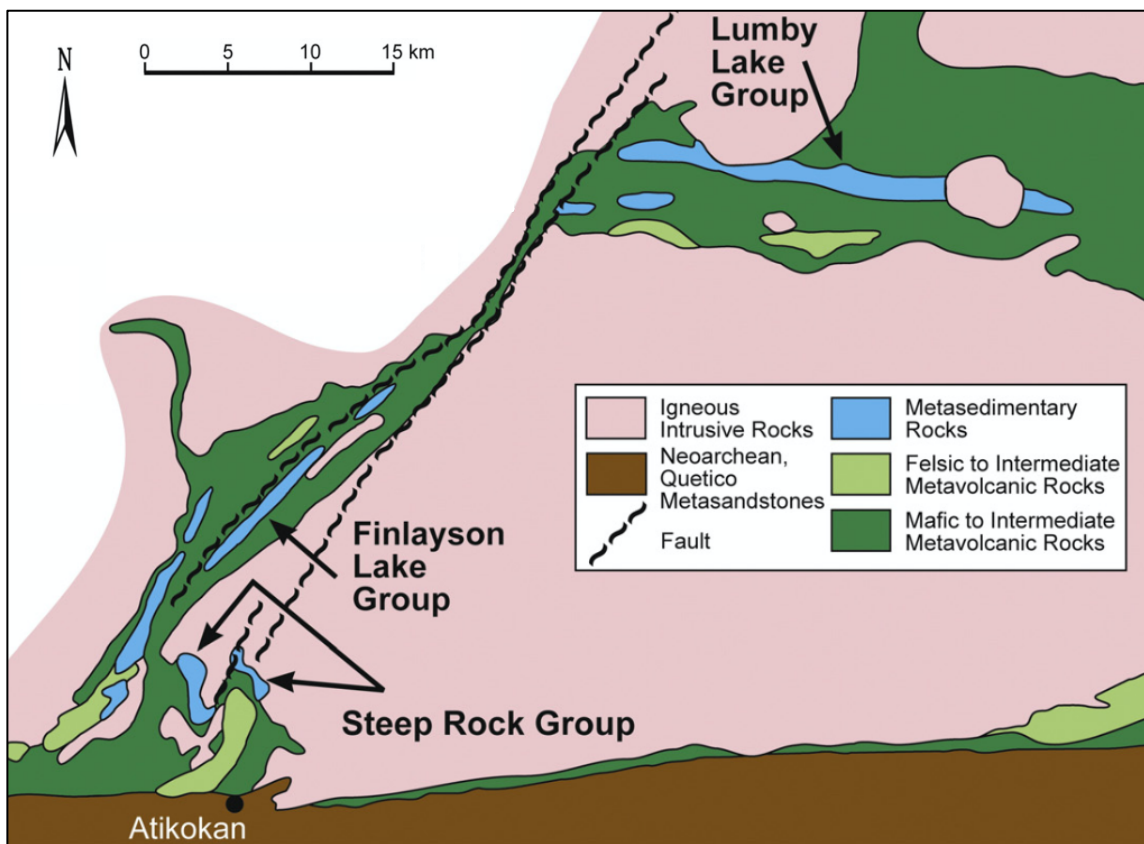 N
0 5 10 15 km
Lumby
Lake
Group
Igneous
Intrusive Rocks
Neoarchean,
Quetico
Metasandstones
Fault
Metasedimentary
Rocks
Felsic to Intermediate
Metavolcanic Rocks
Mafic to Intermediate
Metavolcanic Rocks
Finlayson
Lake
Group
Steep Rock Group
Atikokan